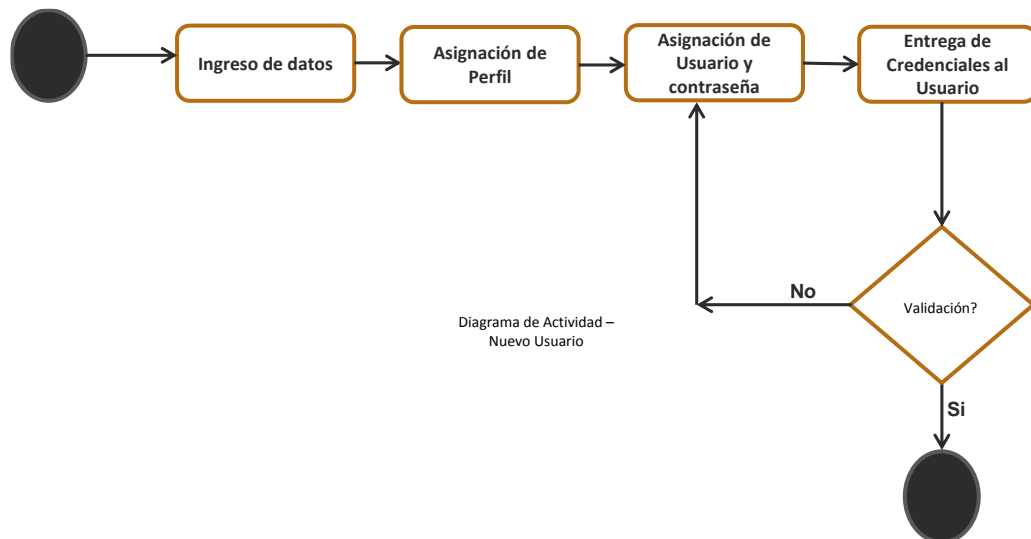 Ingreso de datos
Asignación de
Perfil
Asignación de
Usuario y
contraseña
Entrega de
Credenciales al
Usuario
No
Validación?
Diagrama de Actividad –
Nuevo Usuario
Si